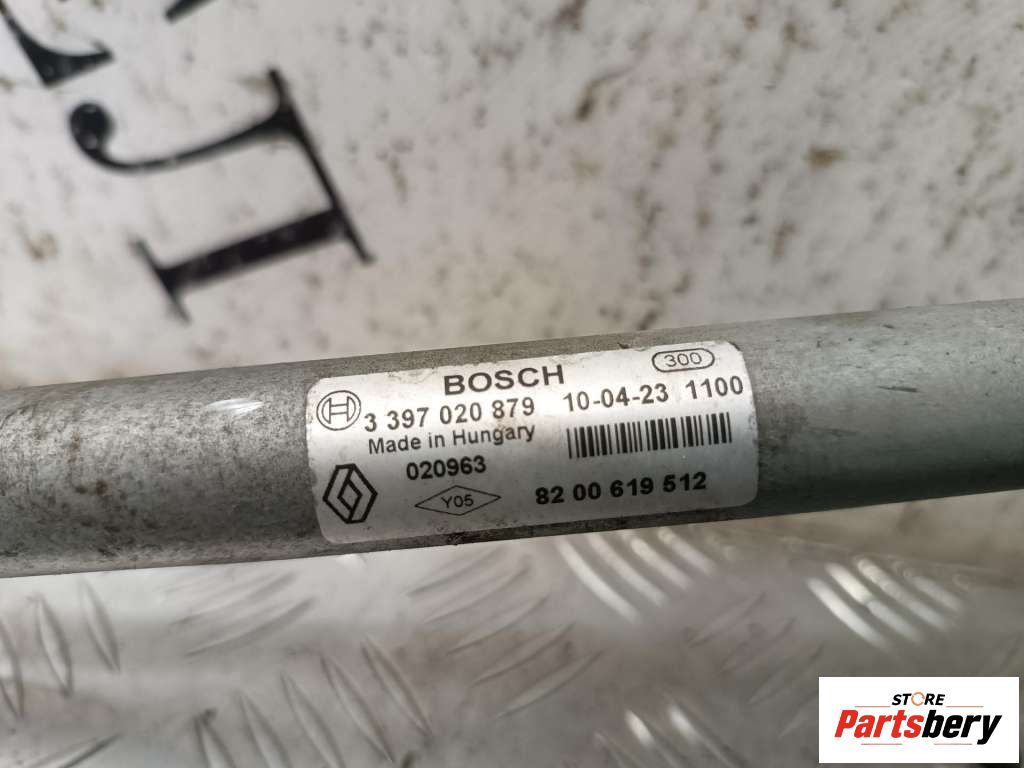 BOSCH 300
H 3 397 020 879 10-04-23 1100
Made in Hungary
020963
Y05 82 00 619 512
STORE
Partsbery